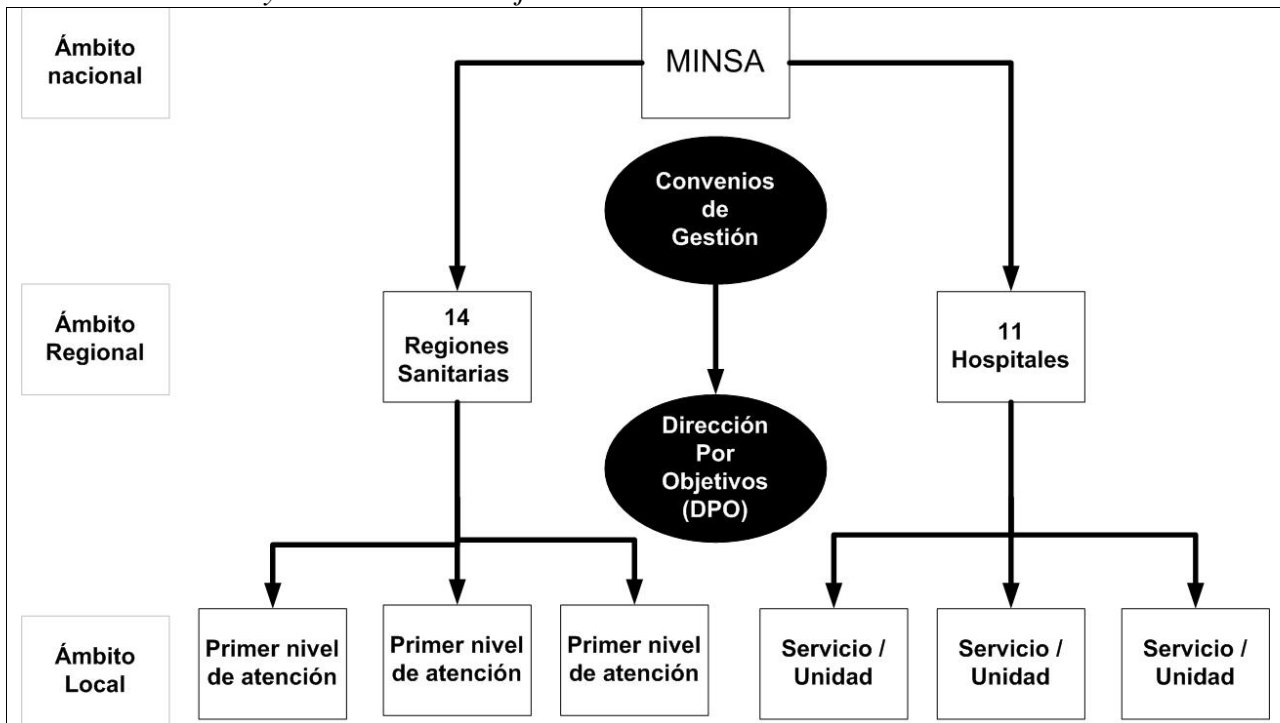 Ámbito
nacional
MINSA
Convenios
de
Gestión
Ámbito
Regional
14
Regiones
Sanitarias
11
Hospitales
Dirección
Por
Objetivos
(DPO)
Ámbito
Local
Primer nivel
de atención
Primer nivel
de atención
Primer nivel
de atención
Servicio /
Unidad
Servicio /
Unidad
Servicio /
Unidad